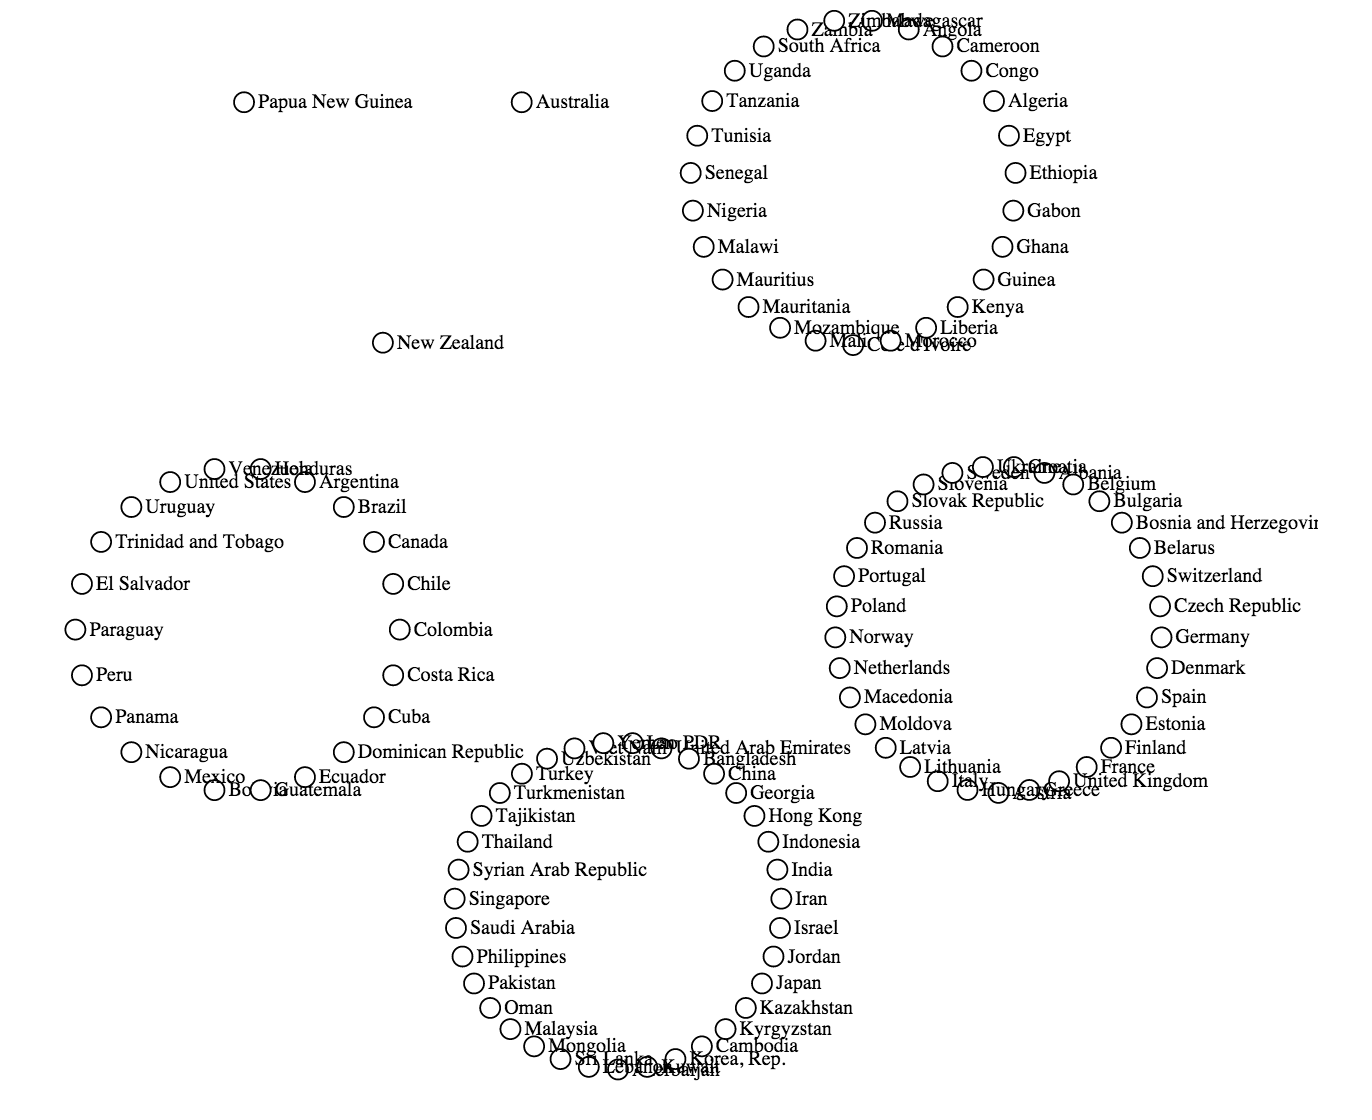 Zimbabwe
Madagascar
Zambia
Angola
South Africa
Cameroon
Uganda
Congo
Papua New Guinea
Australia
Tanzania
Algeria
Tunisia
Egypt
Senegal
Ethiopia
Nigeria
Gabon
Malawi
Ghana
Mauritius
Guinea
Mauritania
Kenya
Mozambique
Liberia
Mali
Morocco
Cote d'Ivoire
New Zealand
Venezuela
Honduras
United States
Argentina
Uruguay
Brazil
Trinidad and Tobago
Canada
El Salvador
Chile
Paraguay
Colombia
Peru
Costa Rica
Panama
Cuba
Nicaragua
Dominican Republic
Mexico
Ecuador
Bolivia
Guatemala
Ukraine
Croatia
Sweden
Albania
Slovenia
Belgium
Slovak Republic
Bulgaria
Russia
Bosnia and Herzegovin
Romania
Belarus
Portugal
Switzerland
Poland
Czech Republic
Norway
Germany
Netherlands
Denmark
Macedonia
Spain
Moldova
Estonia
Latvia
Finland
Lithuania
France
Italy
United Kingdom
Hungary
Greece
Yemen
Lao PDR
Viet Nam
United Arab Emirates
Uzbekistan
Bangladesh
Turkey
China
Turkmenistan
Georgia
Tajikistan
Hong Kong
Thailand
Indonesia
Syrian Arab Republic
India
Singapore
Iran
Saudi Arabia
Israel
Philippines
Jordan
Pakistan
Japan
Oman
Kazakhstan
Malaysia
Kyrgyzstan
Mongolia
Cambodia
Sri Lanka
Korea, Rep.
Lebanon
Kuwait
Azerbaijan